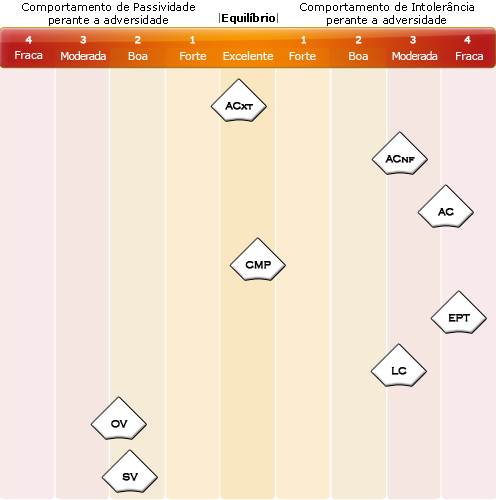 Comportamento de Passividade
perante a adversidade
|Equilíbrio|
Comportamento de Intolerância
perante a adversidade
4 3 2 1 1 2 3 4
Fraca Moderada Boa Forte Excelente Forte Boa Moderada Fraca
ACXT
ACNF
AC
CMP
EPT
LC
OV
SV